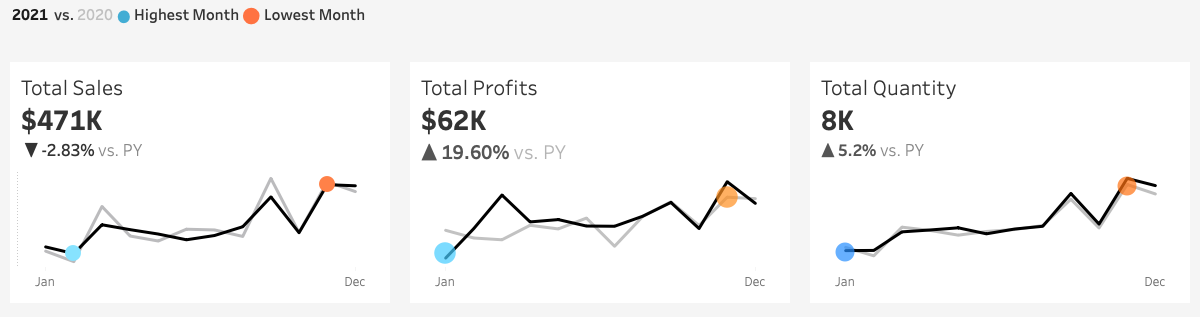 2021 vs. 2020 Highest Month Lowest Month
Total Sales
$471K
▼ -2.83% vs. PY
Jan Dec
Total Profits
$62K
▲ 19.60% vs. PY
Jan Dec
Total Quantity
8K
▲ 5.2% vs. PY
Jan Dec